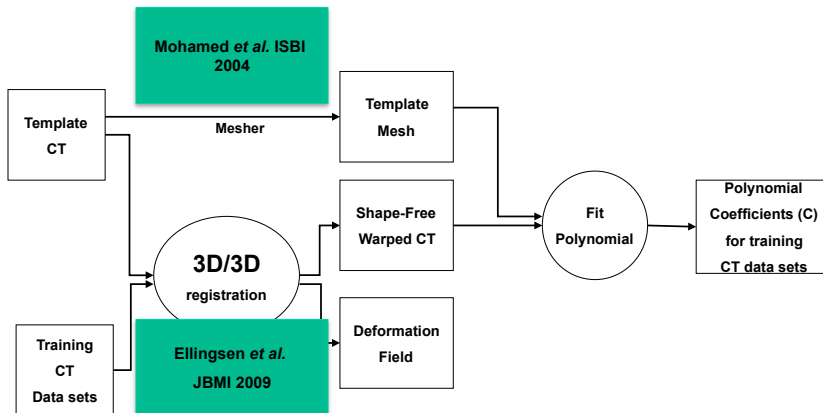 Mohamed et al. ISBI
2004
Template
CT
Mesher
Template
Mesh
Shape-Free
Warped CT
Fit
Polynomial
Polynomial
Coefficients (C)
for training
CT data sets
3D/3D
registration
Training
CT
Data sets
Ellingsen et al.
JBMI 2009
Deformation
Field